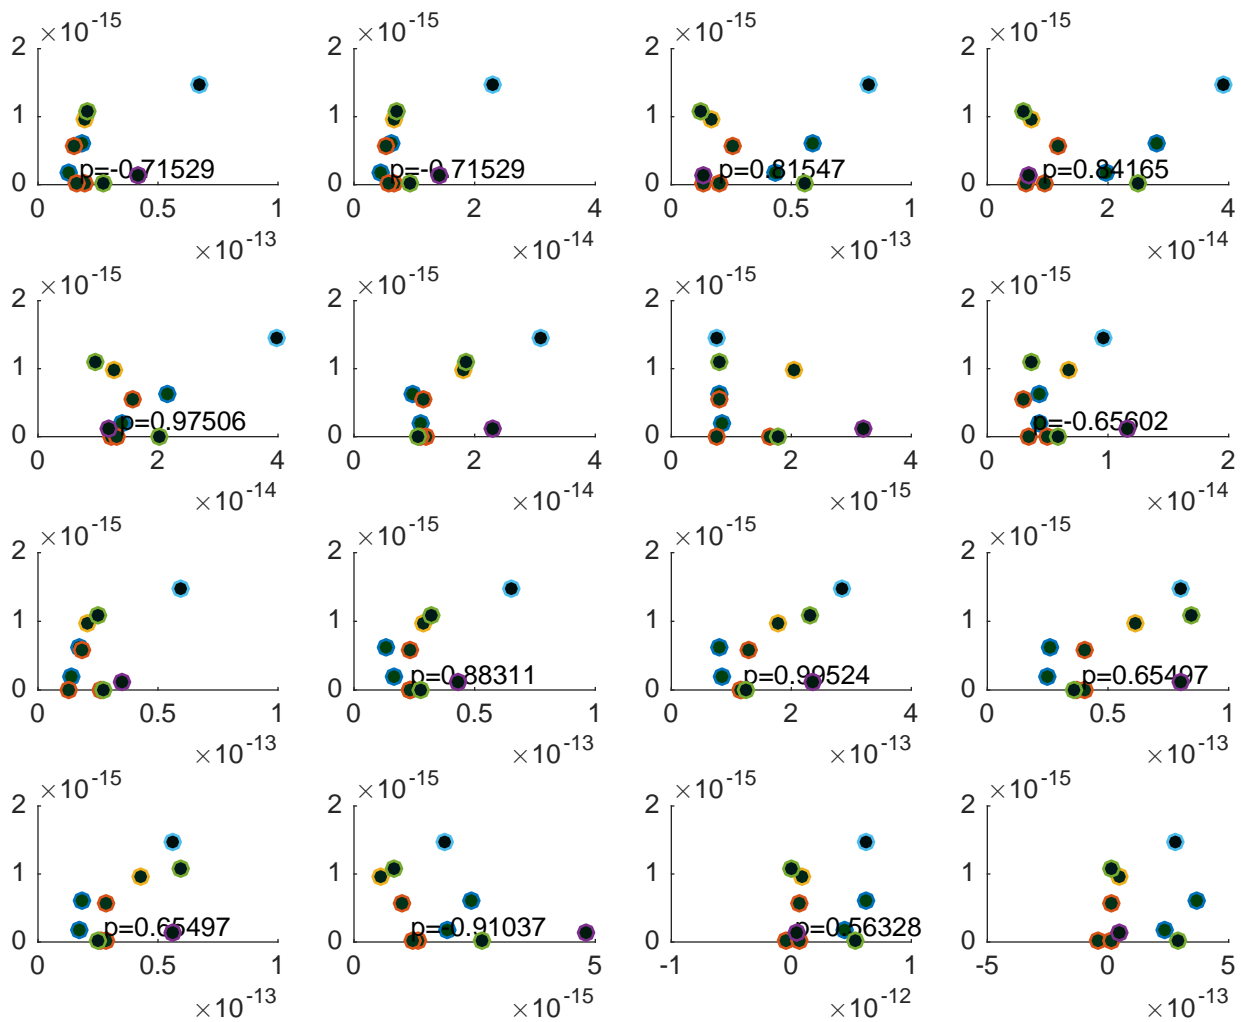 ×10-15 ×10-15 ×10-15 ×10-15
2 2 2 2
1 1 1 1
p=-0.71529 p=-0.71529 p=0.81547 p=0.84165
0 0 0 0
0 0.5 1 0 2 4 0 0.5 1 0 2 4
×10-13 ×10-14 ×10-13 ×10-14
×10-15 ×10-15 ×10-15 ×10-15
2 2 2 2
1 1 1 1
p=0.97506 p=-0.65602
0 0 0 0
0 2 4 0 2 4 0 2 4 0 1 2
×10-14 ×10-14 ×10-15 ×10-14
×10-15 ×10-15 ×10-15 ×10-15
2 2 2 2
1 1 1 1
p=0.88311 p=0.99524 p=0.65497
0 0 0 0
0 0.5 1 0 0.5 1 0 2 4 0 0.5 1
×10-13 ×10-13 ×10-13 ×10-13
×10-15 ×10-15 ×10-15 ×10-15
2 2 2 2
1 1 1 1
p=0.65497 p=-0.91037 p=0.56328
0 0 0 0
0 0.5 1 0 5 -1 0 1 -5 0 5
×10-13 ×10-15 ×10-12 ×10-13